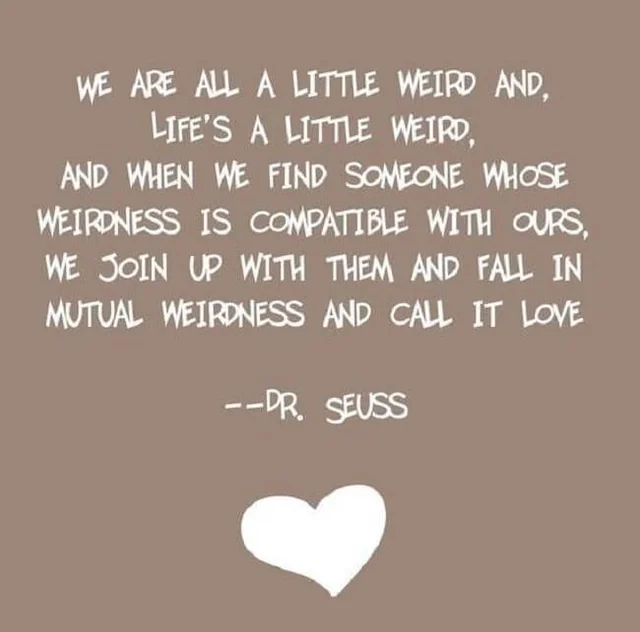 WE ARE ALL A LITTLE WEIRD AND,
LIFE'S A LITTLE WEIRD,
AND WHEN WE FIND SOMEONE WHOSE
WEIRDNESS IS COMPATIBLE WITH OURS,
WE JOIN UP WITH THEM AND FALL IN
MUTUAL WEIRDNESS AND CALL IT LOVE
--DR. SEUSS